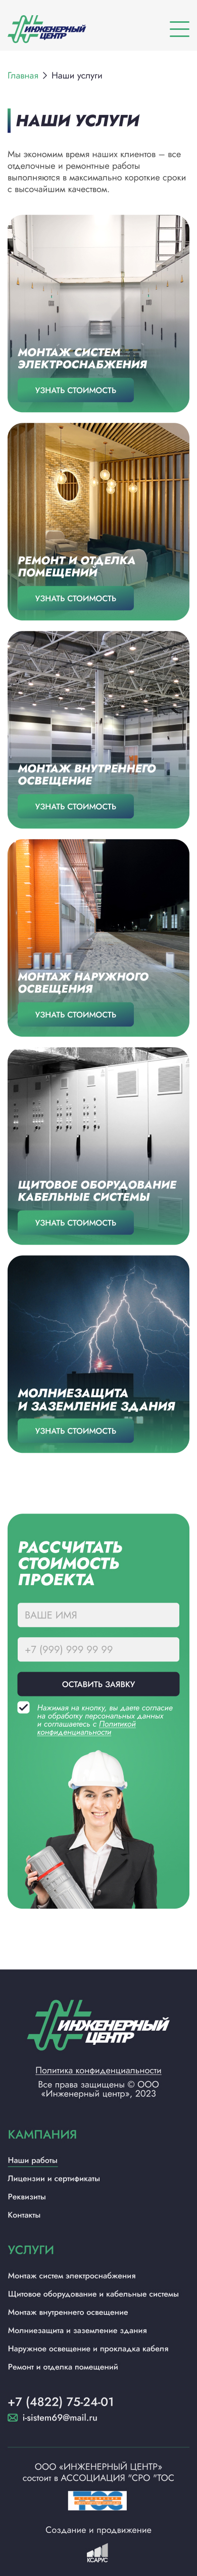 ИНЖЕНЕРНЫЙ
ЦЕНТР
Главная > Наши услуги
НАШИ УСЛУГИ
Мы экономим время наших клиентов – все
отделочные и ремонтные работы
выполняются в максимально короткие сроки
с высочайшим качеством.
МОНТАЖ СИСТЕМ
ЭЛЕКТРОСНАБЖЕНИЯ
УЗНАТЬ СТОИМОСТЬ
РЕМОНТ И ОТДЕЛКА
ПОМЕЩЕНИЙ
УЗНАТЬ СТОИМОСТЬ
МОНТАЖ ВНУТРЕННЕГО
ОСВЕЩЕНИЕ
УЗНАТЬ СТОИМОСТЬ
МОНТАЖ НАРУЖНОГО
ОСВЕЩЕНИЯ
УЗНАТЬ СТОИМОСТЬ
ЩИТОВОЕ ОБОРУДОВАНИЕ
КАБЕЛЬНЫЕ СИСТЕМЫ
УЗНАТЬ СТОИМОСТЬ
МОЛНИЕЗАЩИТА
И ЗАЗЕМЛЕНИЕ ЗДАНИЯ
УЗНАТЬ СТОИМОСТЬ
РАССЧИТАТЬ
СТОИМОСТЬ
ПРОЕКТА
ВАШЕ ИМЯ
+7 (999) 999 99 99
ОСТАВИТЬ ЗАЯВКУ
Нажимая на кнопку, вы даете согласие
на обработку персональных данных
и соглашаетесь с Политикой
конфиденциальности
ИНЖЕНЕРНЫЙ
ЦЕНТР
Политика конфиденциальности
Все права защищены © ООО
«Инженерный центр», 2023
КАМПАНИЯ
Наши работы
Лицензии и сертификаты
Реквизиты
Контакты
УСЛУГИ
Монтаж систем электроснабжения
Щитовое оборудование и кабельные системы
Монтаж внутреннего освещение
Молниезащита и заземление здания
Наружное освещение и прокладка кабеля
Ремонт и отделка помещений
+7 (4822) 75-24-01
i-sistem69@mail.ru
ООО «ИНЖЕНЕРНЫЙ ЦЕНТР»
состоит в АССОЦИАЦИЯ "СРО "ТОС
ТОС
Создание и продвижение
КСАРУС